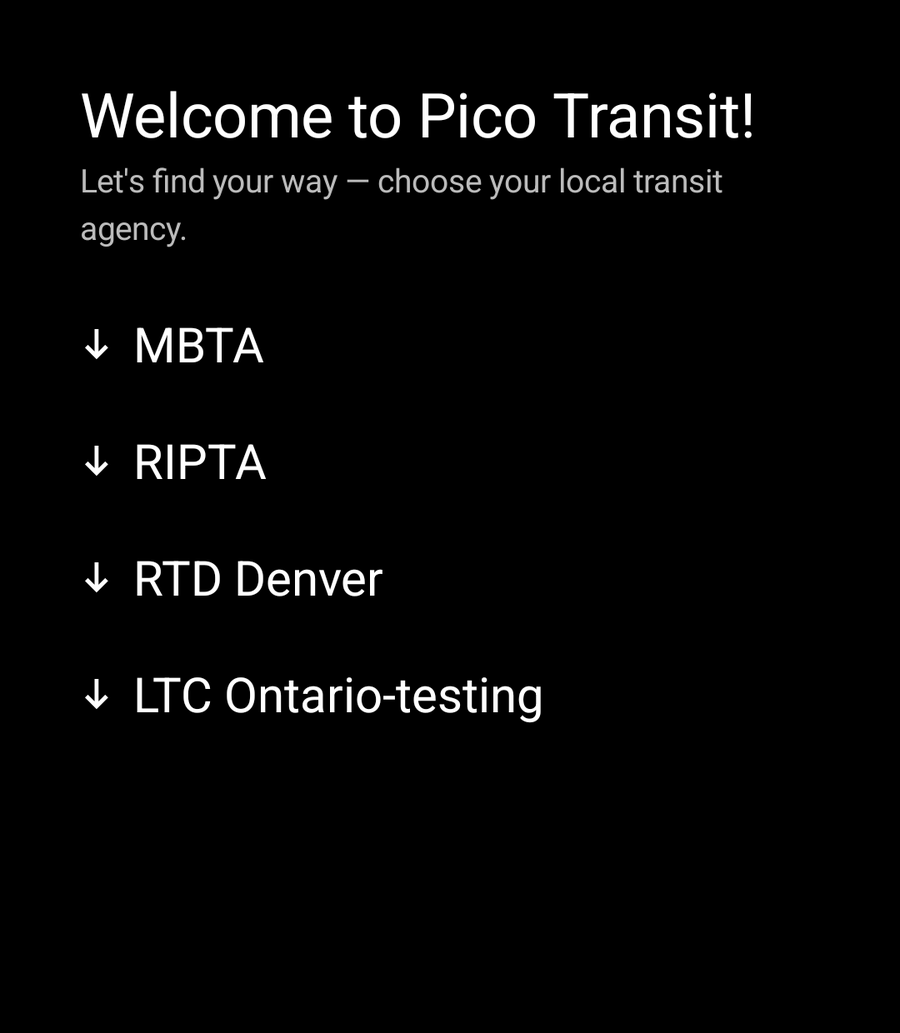 Welcome to Pico Transit!
Let's find your way — choose your local transit
agency.
↓ MBTA
↓ RIPTA
↓ RTD Denver
↓ LTC Ontario-testing